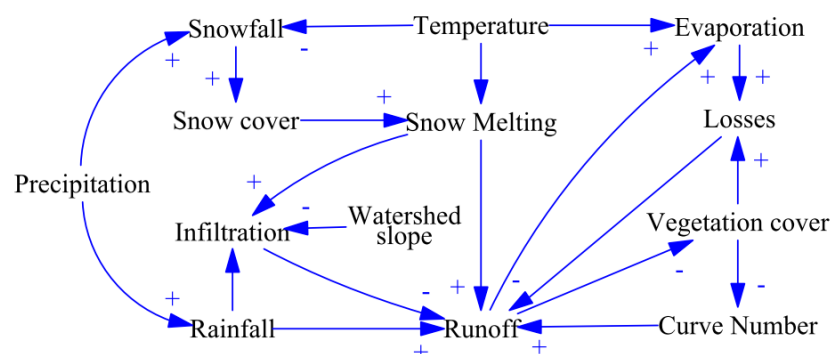 Snowfall
Temperature
Evaporation
-
+
+
+
+
+
+
Snow cover
Snow Melting
Losses
+
Precipitation
+
-
Watershed
slope
Vegetation cover
Infiltration
-
+
-
+
-
-
Rainfall
Runoff
Curve Number
+
+